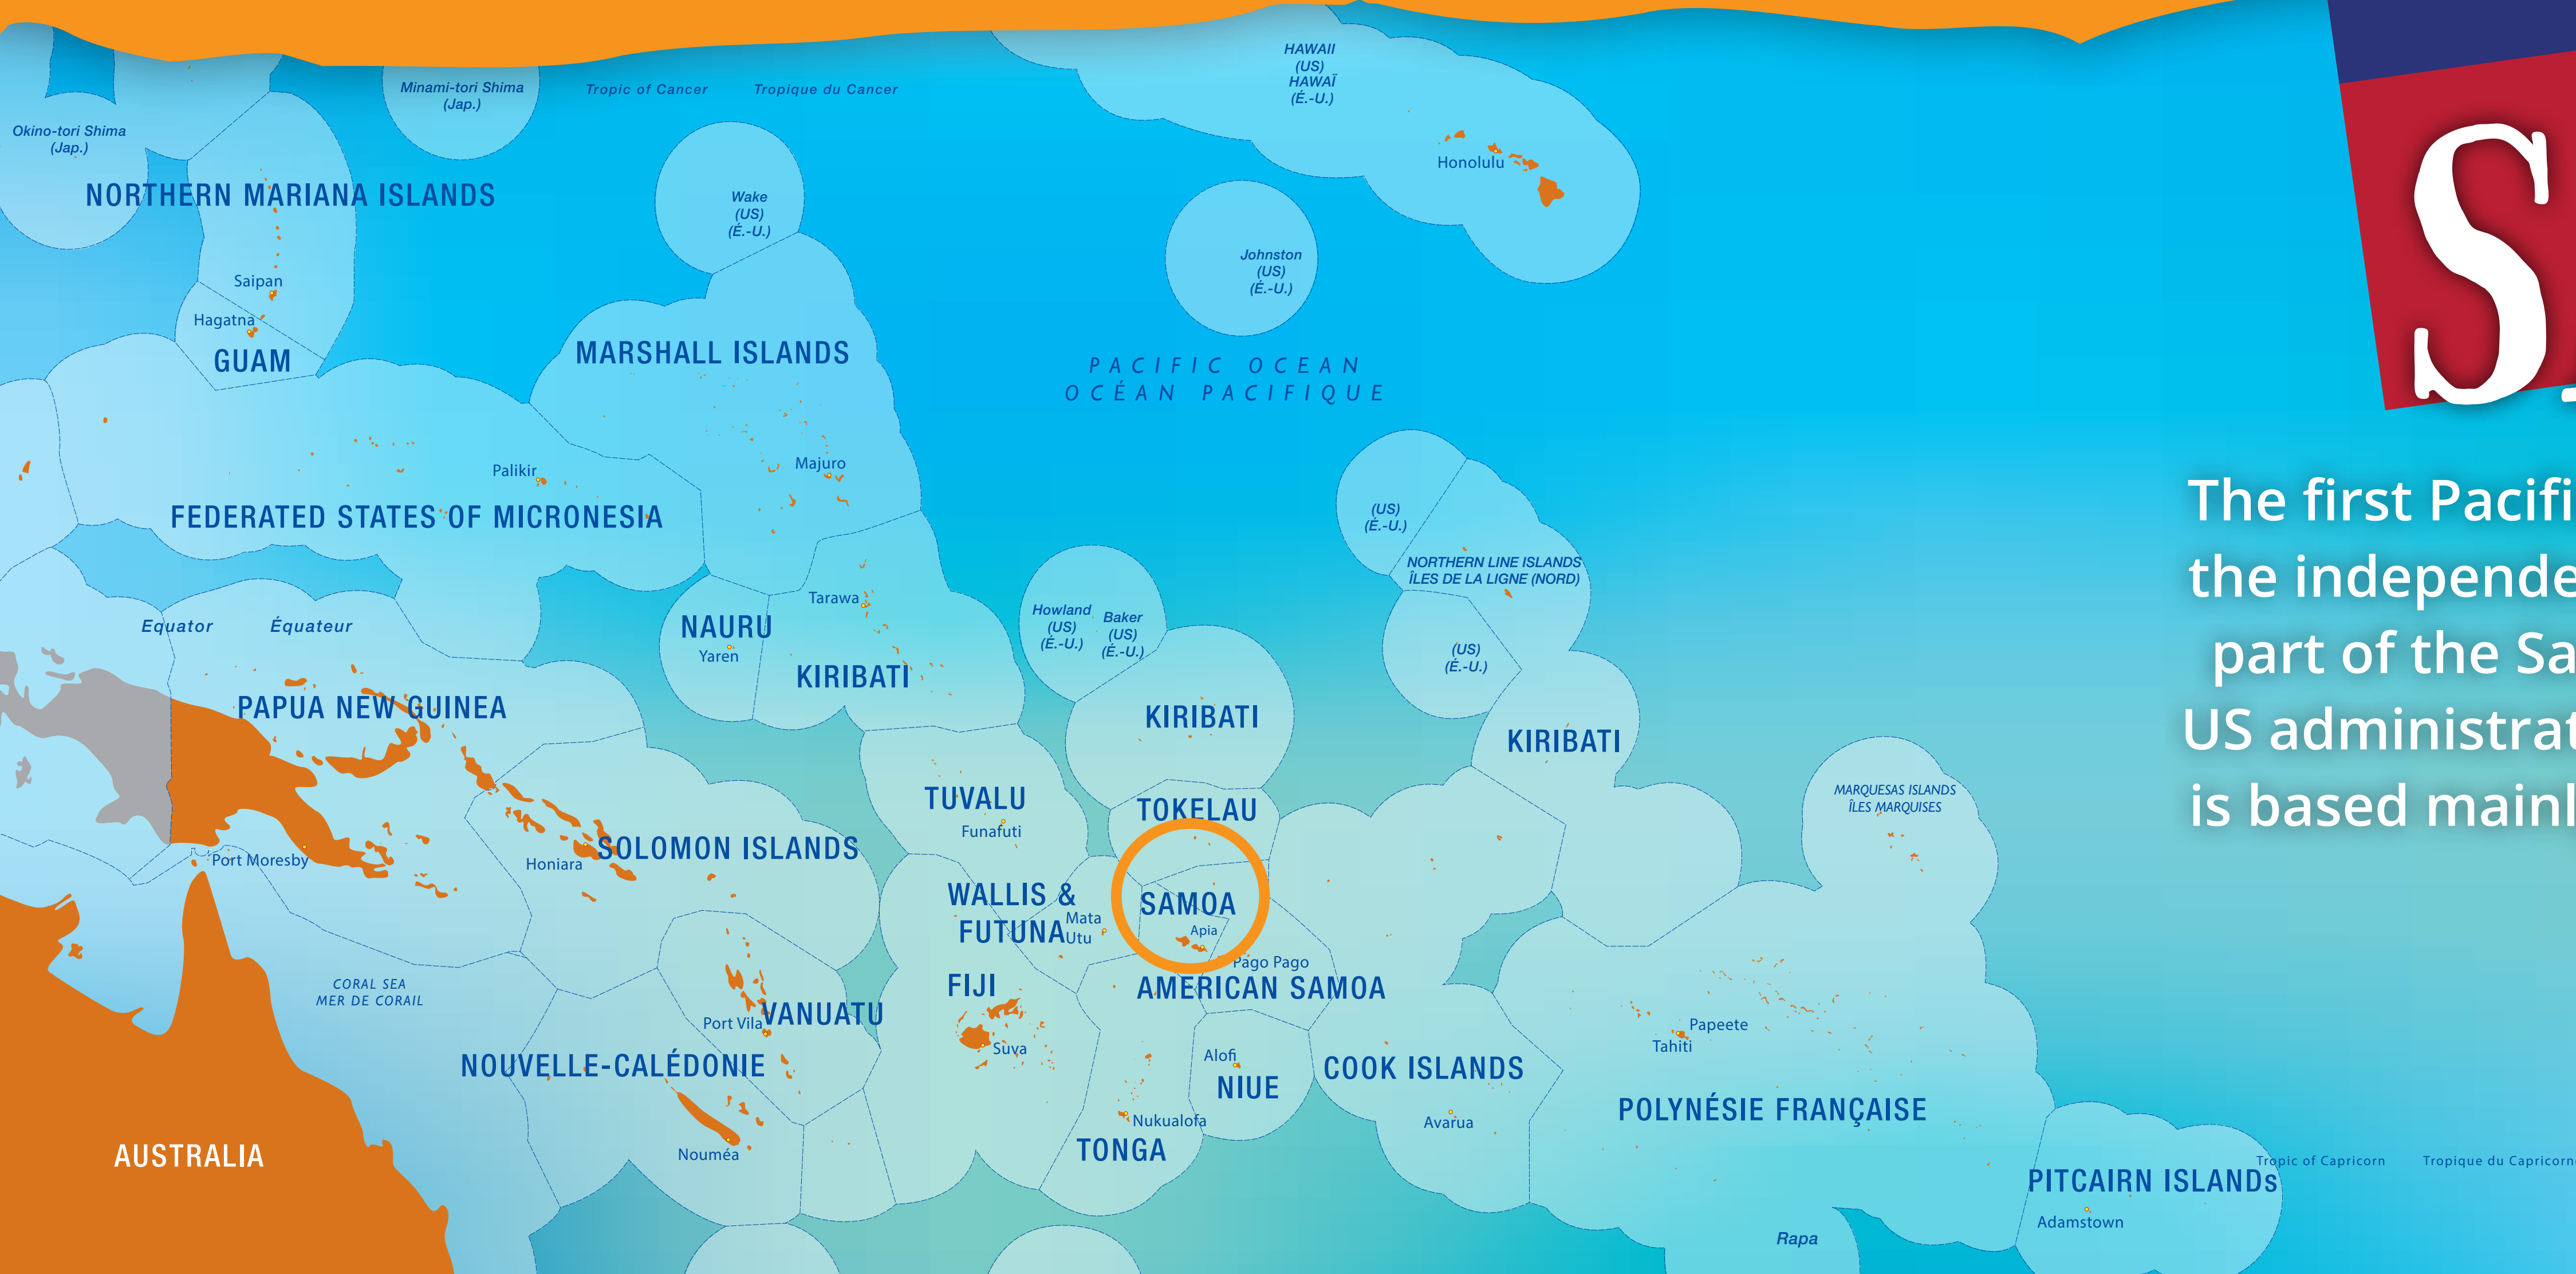 HAWAII
(US)
HAWAÏ
(É.-U.)
Minami-tori Shima
(Jap.)
Tropic of Cancer
Tropique du Cancer
Okino-tori Shima
(Jap.)
Honolulu
NORTHERN MARIANA ISLANDS
Wake
(US)
(É.-U.)
Johnston
(US)
(É.-U.)
Saipan
Hagatna
GUAM
MARSHALL ISLANDS
PACIFIC OCEAN
OCÉAN PACIFIQUE
Majuro
Palikir
FEDERATED STATES OF MICRONESIA
(US)
(É.-U.)
NORTHERN LINE ISLANDS
ÎLES DE LA LIGNE (NORD)
Tarawa
Howland
(US)
(É.-U.)
Baker
(US)
(É.-U.)
Equator
Équateur
NAURU
Yaren
KIRIBATI
(US)
(É.-U.)
PAPUA NEW GUINEA
KIRIBATI
KIRIBATI
TUVALU
Funafuti
TOKELAU
MARQUESAS ISLANDS
ÎLES MARQUISES
Port Moresby
Honiara
SOLOMON ISLANDS
WALLIS &
FUTUNA
Mata
Utu
SAMOA
Apia
Pago Pago
AMERICAN SAMOA
CORAL SEA
MER DE CORAIL
FIJI
Suva
Port Vila
VANUATU
NOUVELLE-CALÉDONIE
Nouméa
Alofi
NIUE
COOK ISLANDS
Avarua
Papeete
Tahiti
POLYNÉSIE FRANÇAISE
Nukualofa
TONGA
AUSTRALIA
Tropic of Capricorn
Tropique du Capricorn
PITCAIRN ISLANDs
Adamstown
Rapa
S
The first Pacifi
the independe
part of the Sa
US administrat
is based mainl